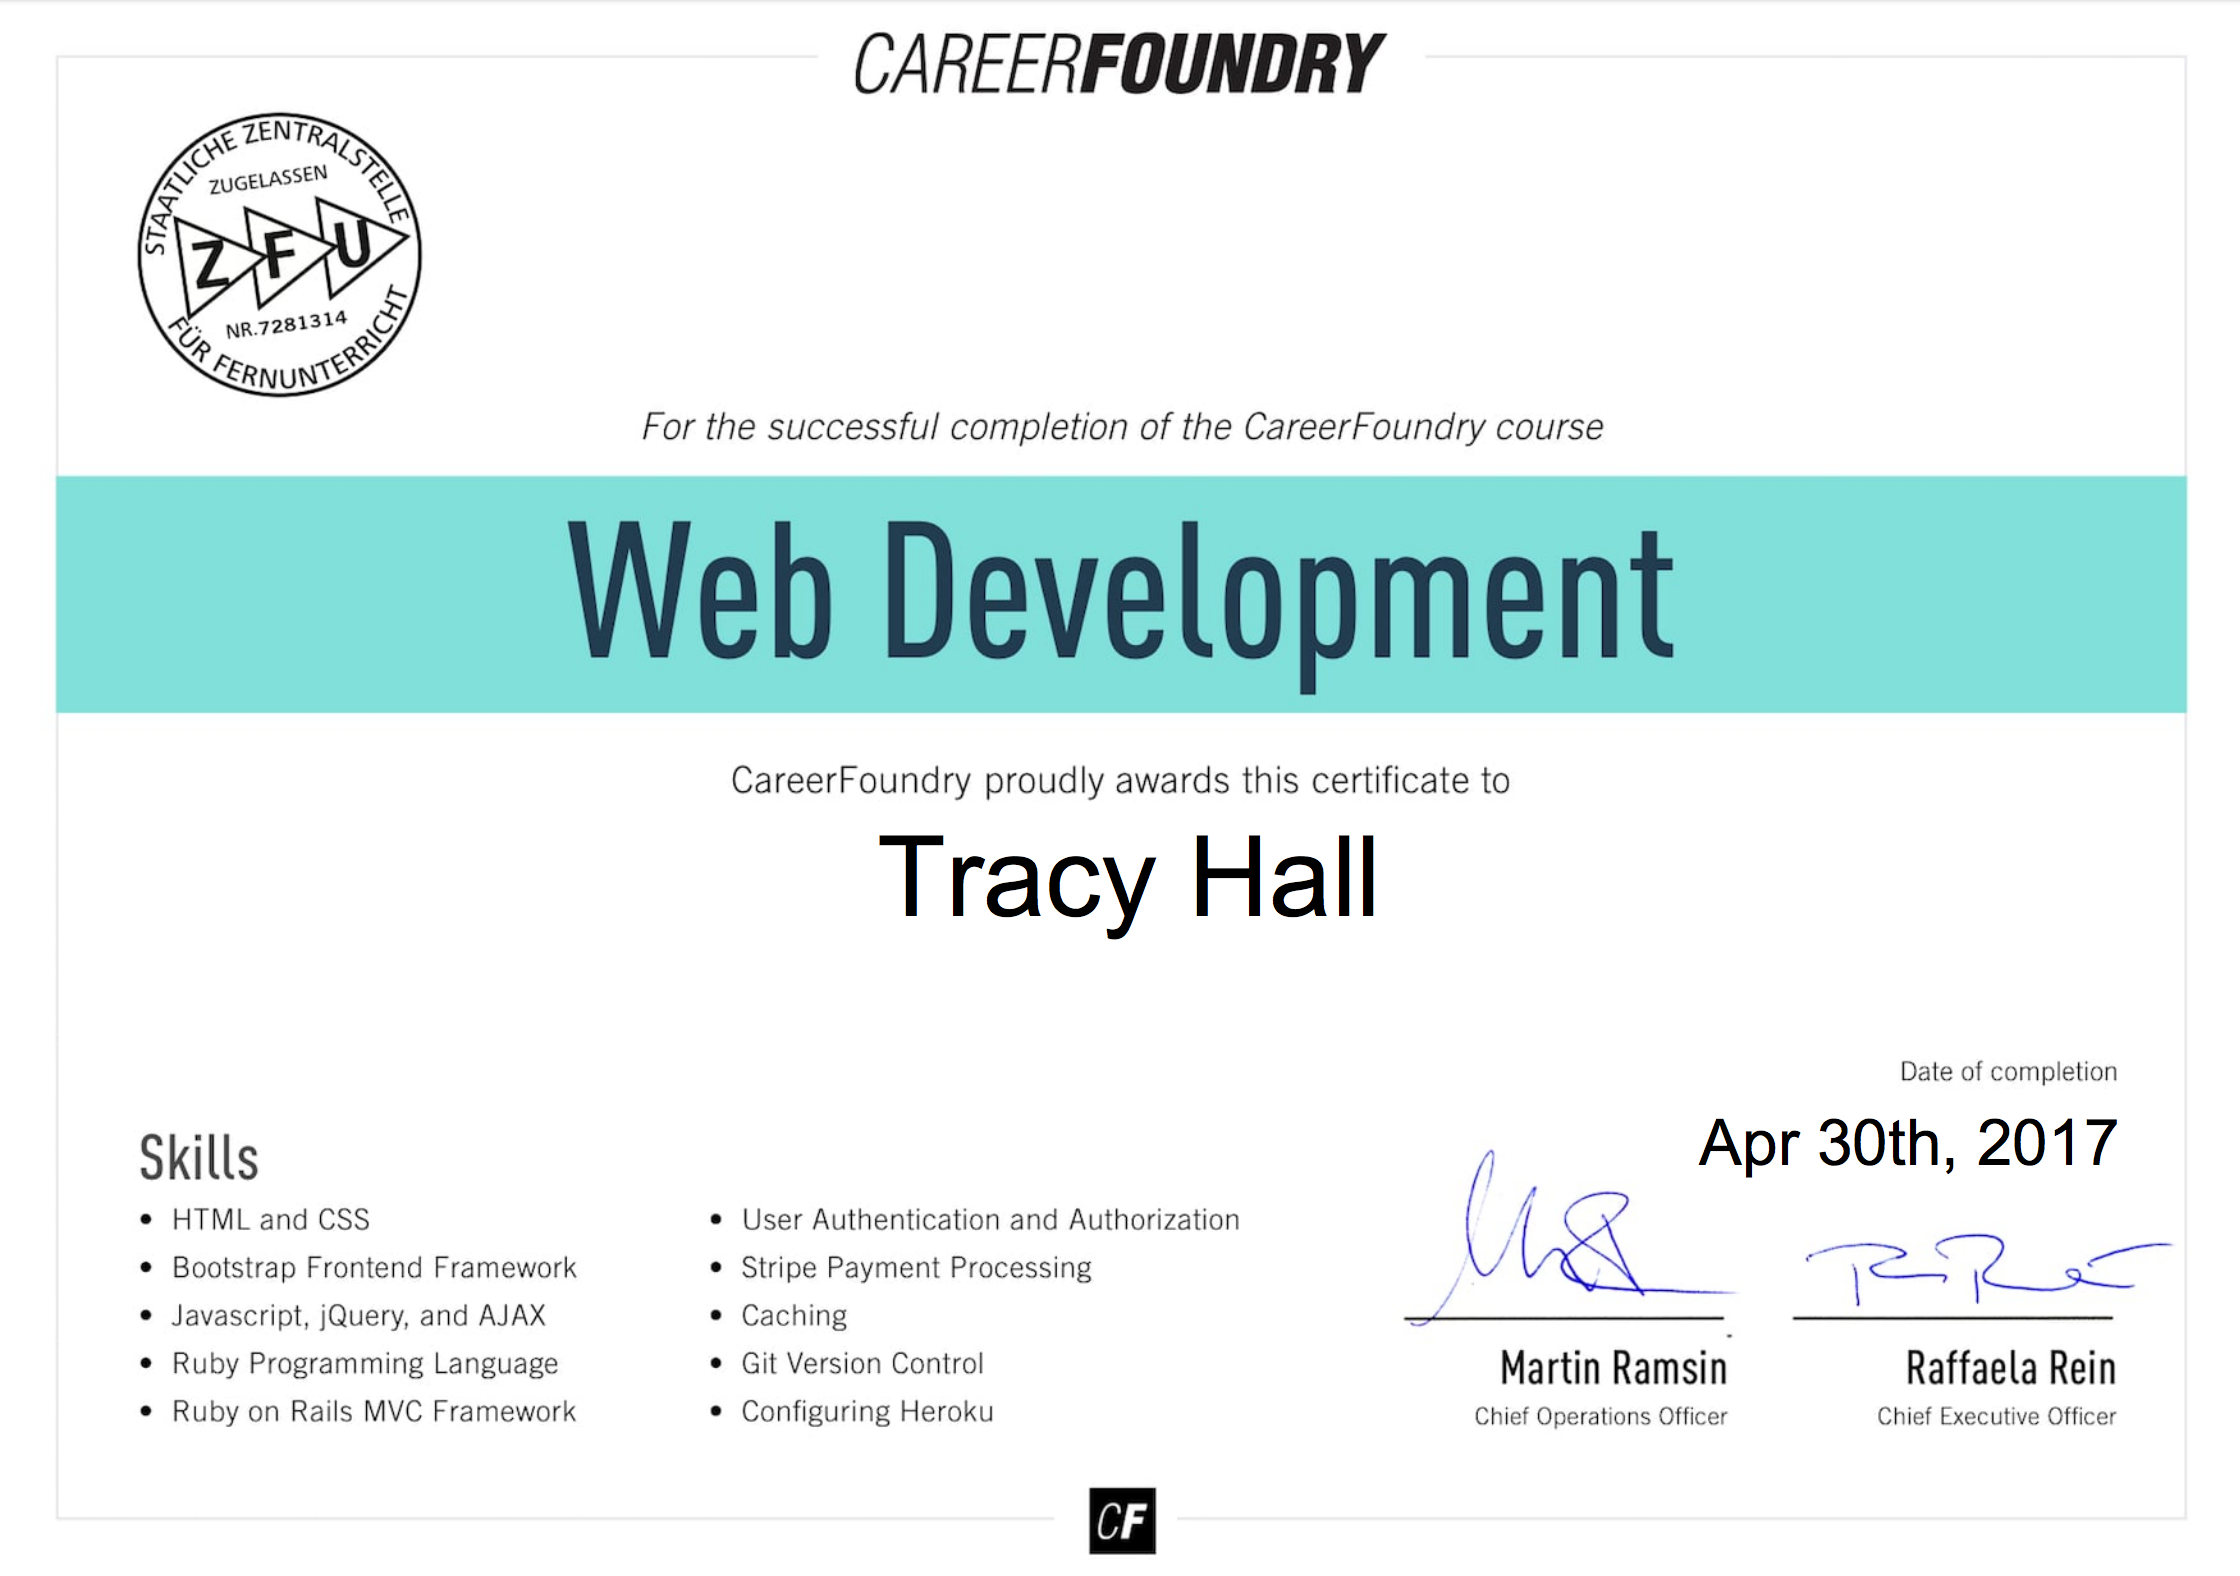 CAREERFOUNDRY
STAATLICHE ZENTRALSTELLE
ZUGELASSEN
ZFU
NR.7281314
FÜR FERNUNTERRICHT
For the successful completion of the CareerFoundry course
Web Development
CareerFoundry proudly awards this certificate to
Tracy Hall
Date of completion
Apr 30th, 2017
Skills
• HTML and CSS
• Bootstrap Frontend Framework
• Javascript, jQuery, and AJAX
• Ruby Programming Language
• Ruby on Rails MVC Framework
• User Authentication and Authorization
• Stripe Payment Processing
• Caching
• Git Version Control
• Configuring Heroku
Martin Ramsin
Chief Operations Officer
Raffaela Rein
Chief Executive Officer
CF